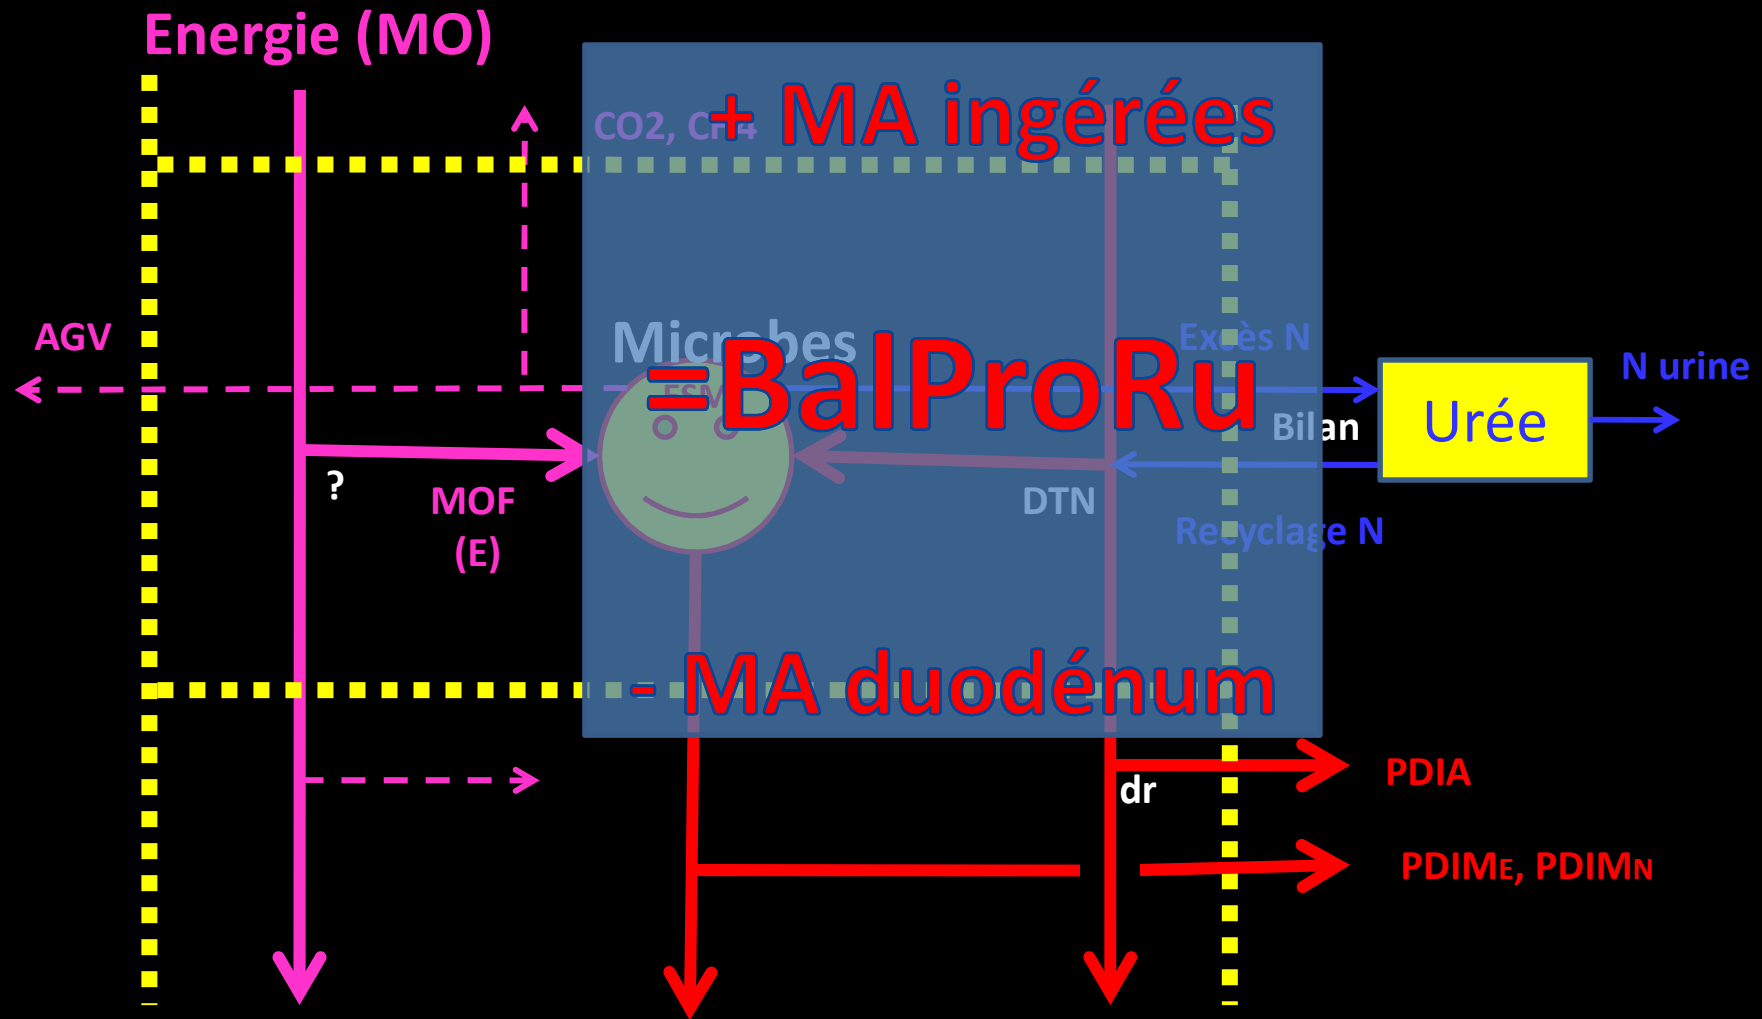 Energie (MO)
+ MA ingérées
CO2, CH4
AGV
Microbes
Excès N
=BalProRu
ESM
N urine
Urée
Bilan
?
MOF
(E)
DTN
Recyclage N
- MA duodénum
PDIA
dr
PDIME, PDIMN